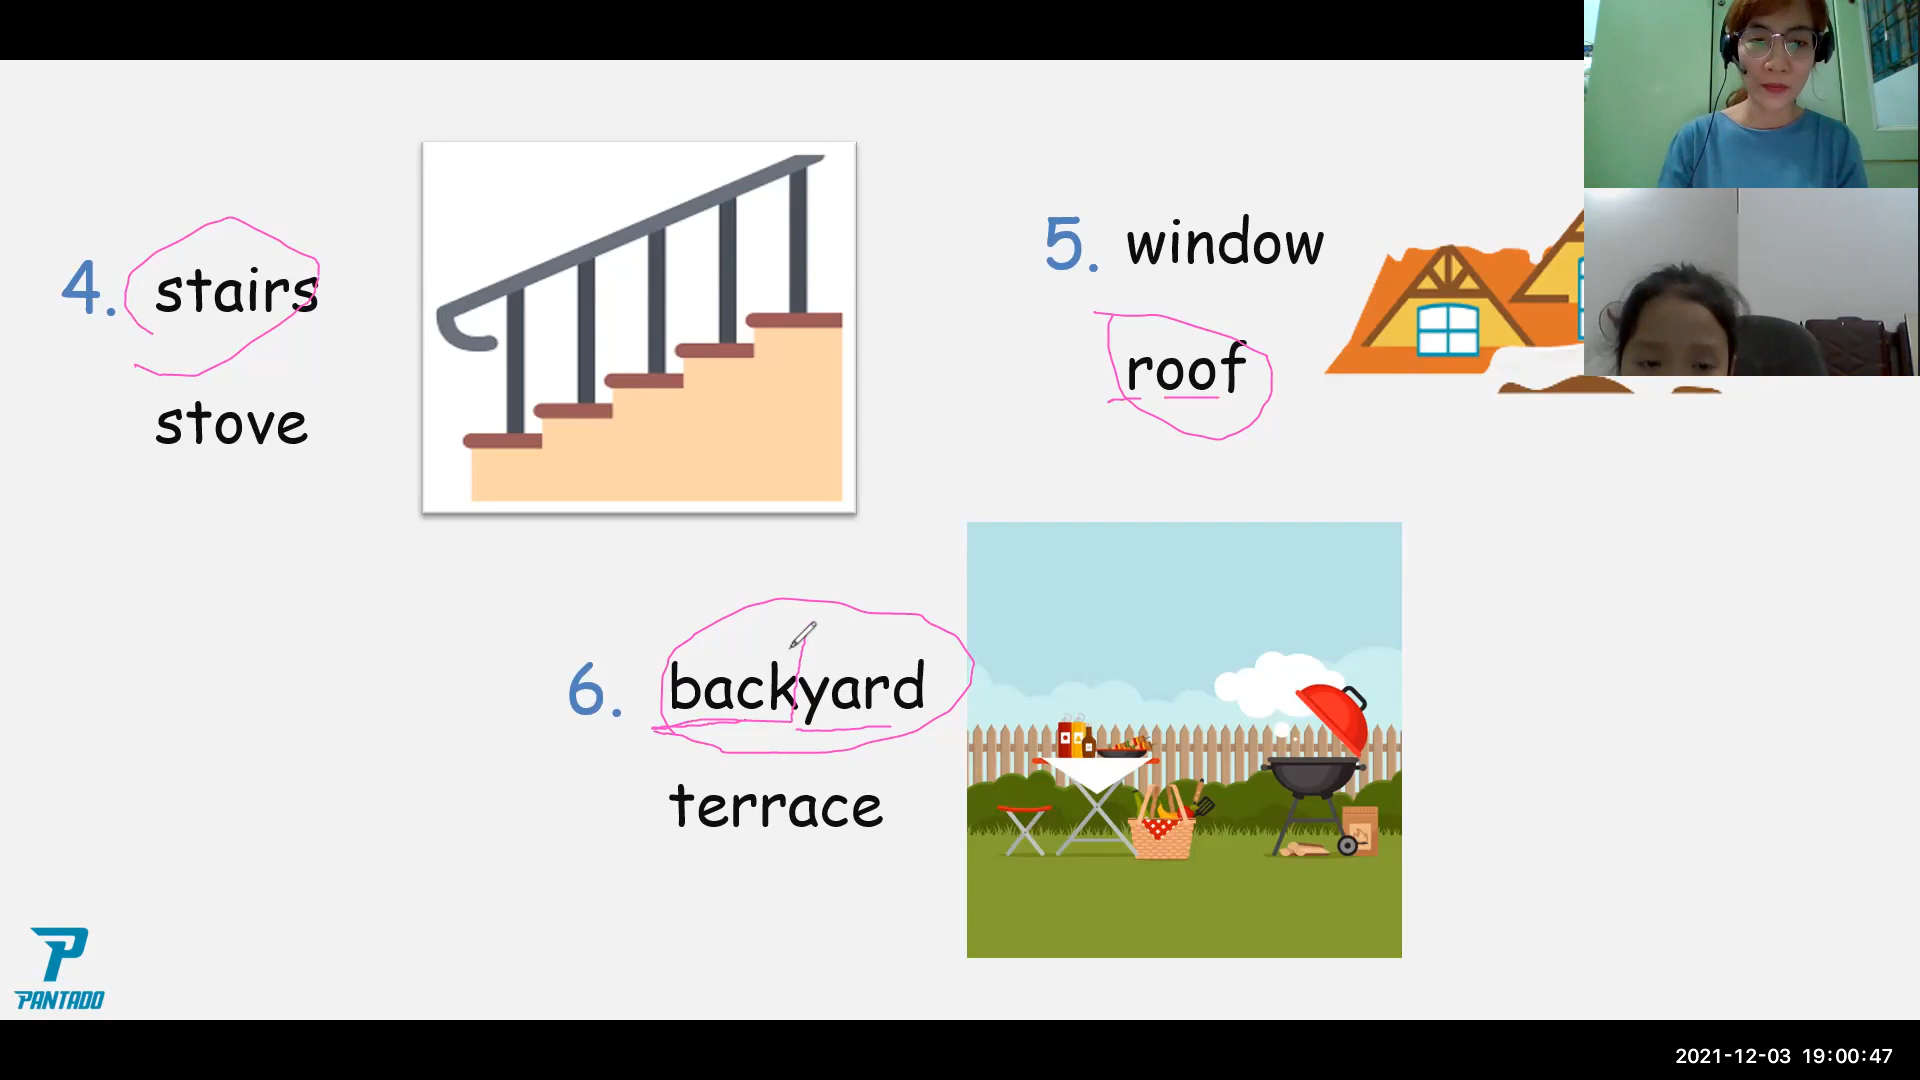 4. stairs
stove
5. window
roof
6. backyard
terrace
PANTADO
2021-12-03 19:00:47